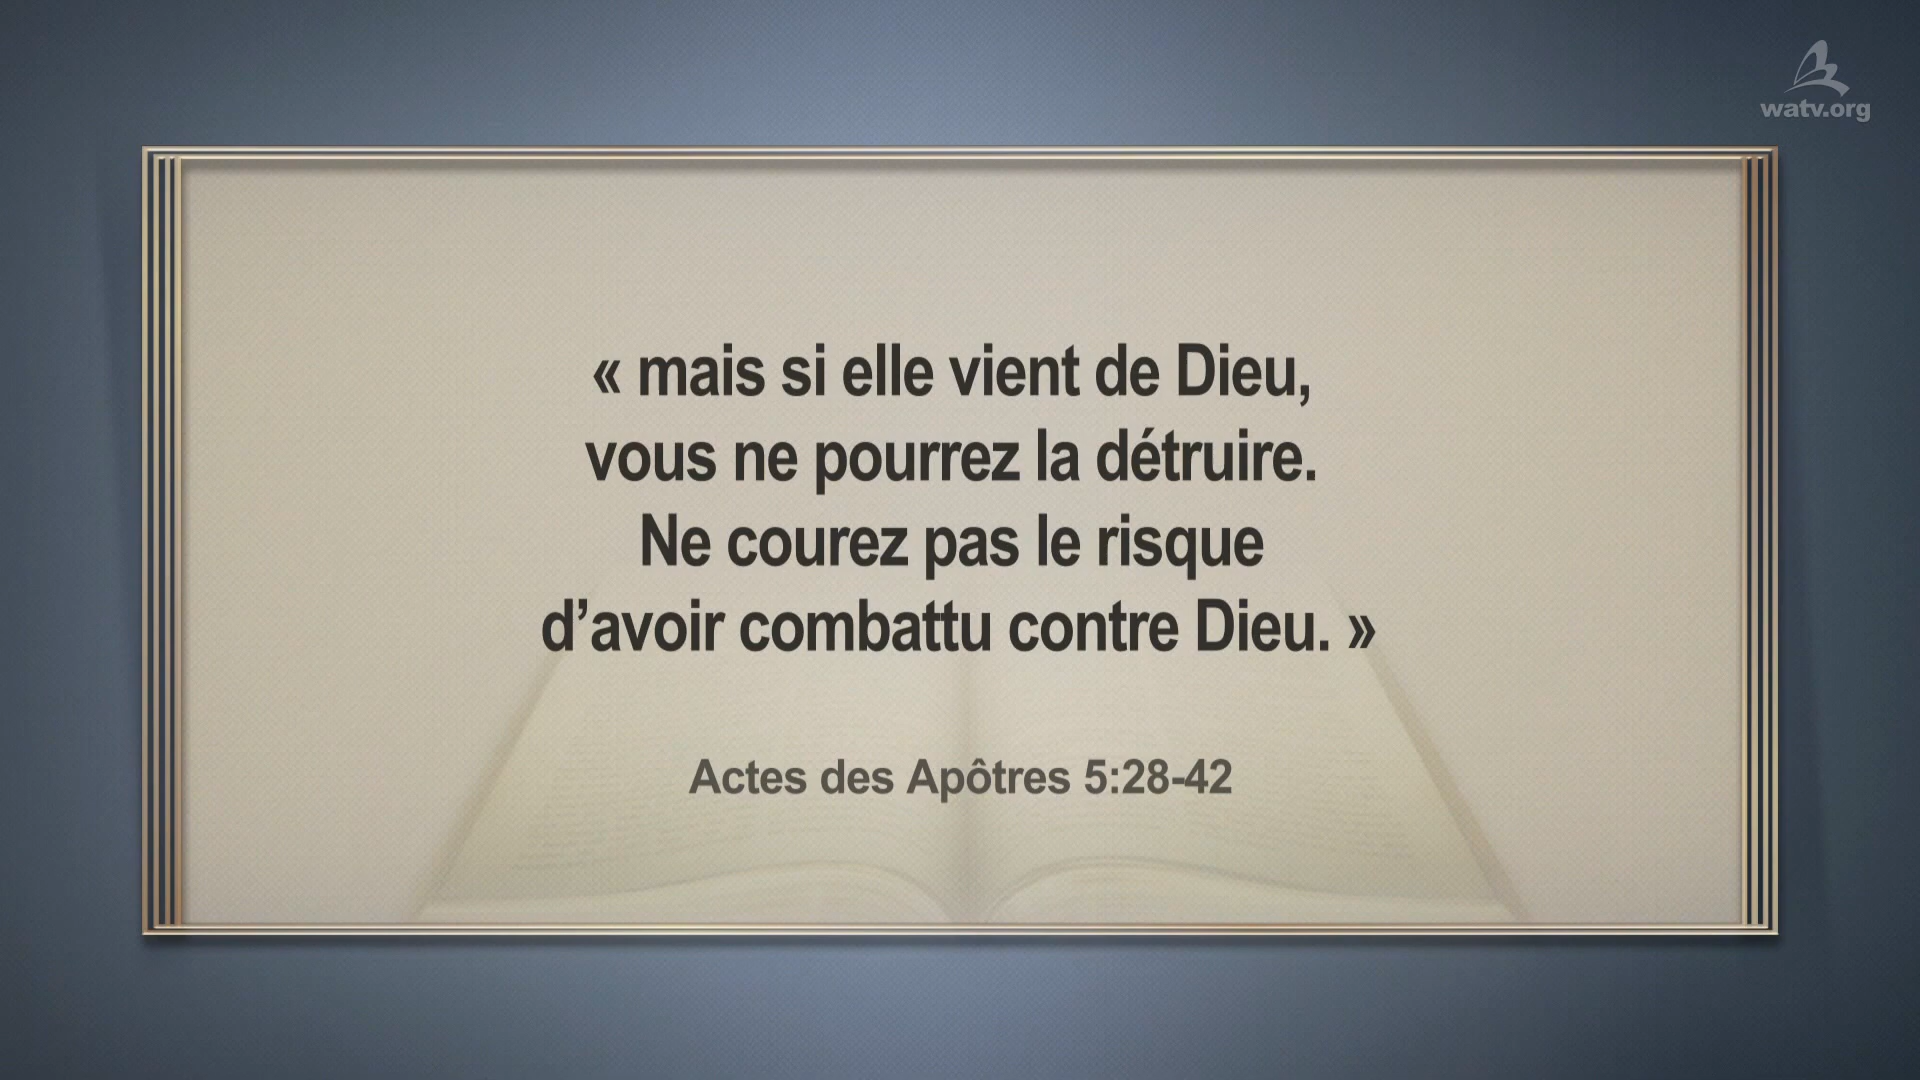 watv.org
« mais si elle vient de Dieu,
vous ne pourrez la détruire.
Ne courez pas le risque
d’avoir combattu contre Dieu. »
Actes des Apôtres 5:28-42